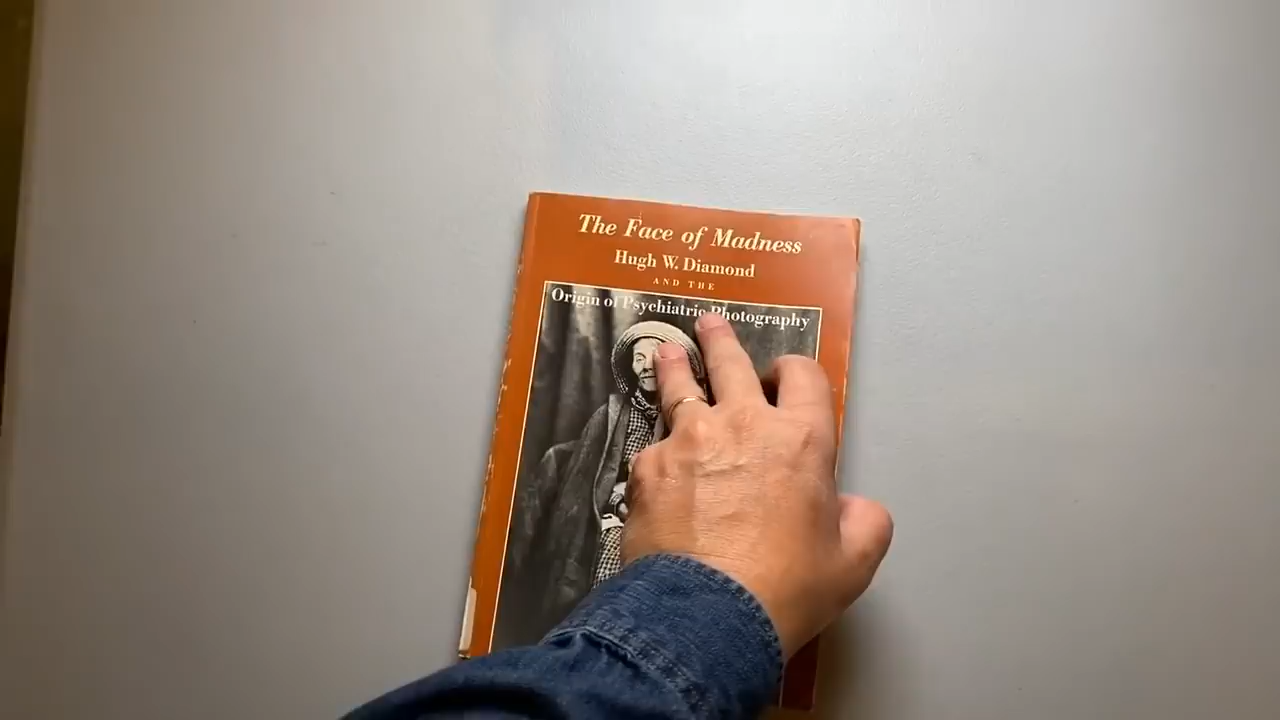 The Face of Madness
Hugh W. Diamond
AND THE
Origin of Psychiatric Photography